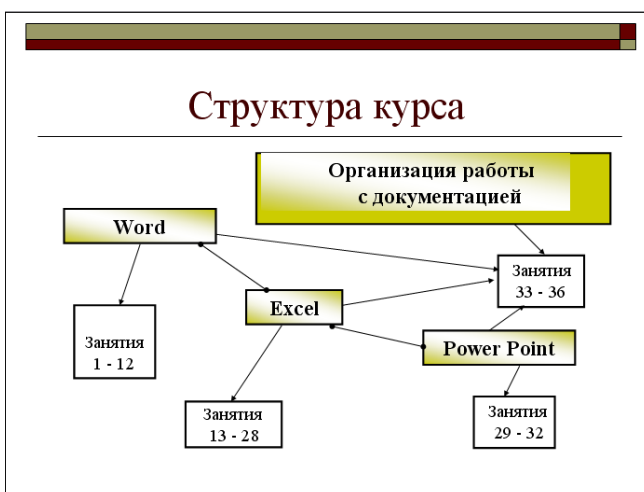 Структура курса
Организация работы
с документацией
Word
Занятия
33 - 36
Excel
Занятия
1 - 12
Power Point
Занятия
13 - 28
Занятия
29 - 32